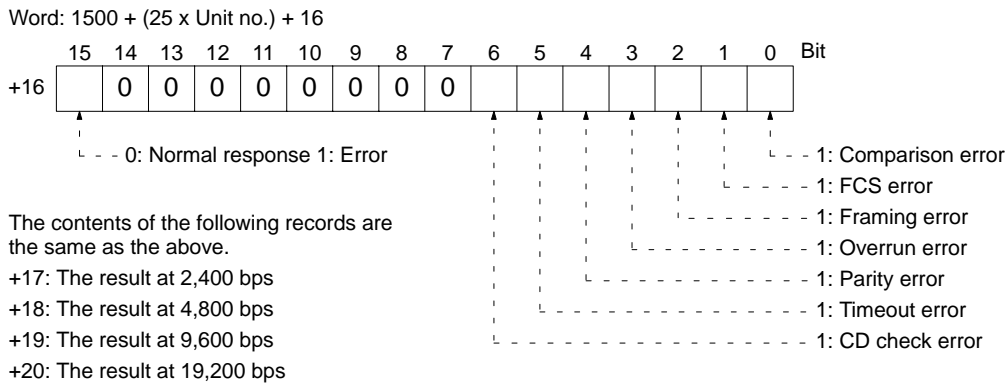 Word: 1500 + (25 x Unit no.) + 16
15 14 13 12 11 10 9 8 7 6 5 4 3 2 1 0 Bit
+16 0 0 0 0 0 0 0 0
0: Normal response 1: Error
1: Comparison error
1: FCS error
1: Framing error
1: Overrun error
1: Parity error
1: Timeout error
1: CD check error
The contents of the following records are
the same as the above.
+17: The result at 2,400 bps
+18: The result at 4,800 bps
+19: The result at 9,600 bps
+20: The result at 19,200 bps